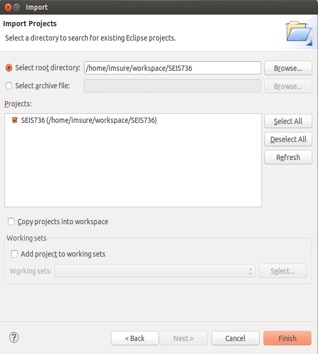 Import
Import Projects
Select a directory to search for existing Eclipse projects.
Select root directory: /home/imsure/workspace/SEIS736 Browse...
Select archive file: Browse...
Projects:
SEIS736 (/home/imsure/workspace/SEIS736)
Select All
Deselect All
Refresh
Copy projects into workspace
Working sets
Add project to working sets
Working sets: Select...
? < Back Next > Cancel Finish